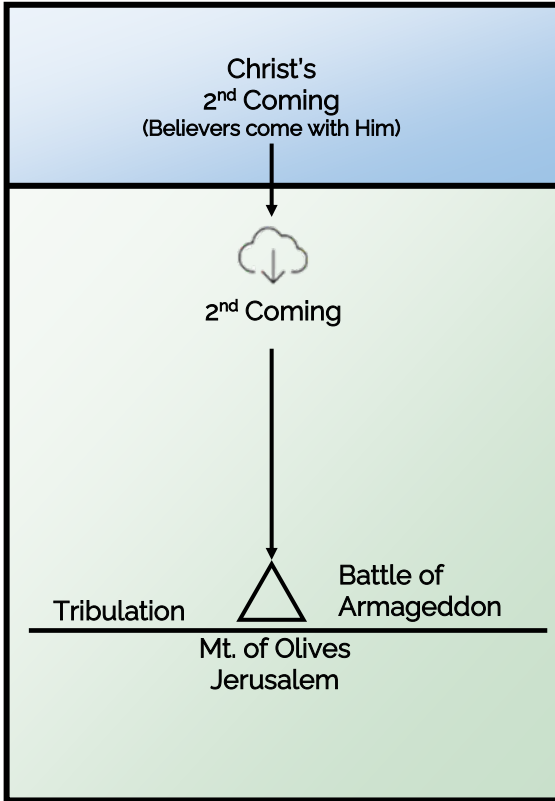 Christ's
2nd Coming
(Believers come with Him)
2nd Coming
Tribulation
Battle of
Armageddon
Mt. of Olives
Jerusalem